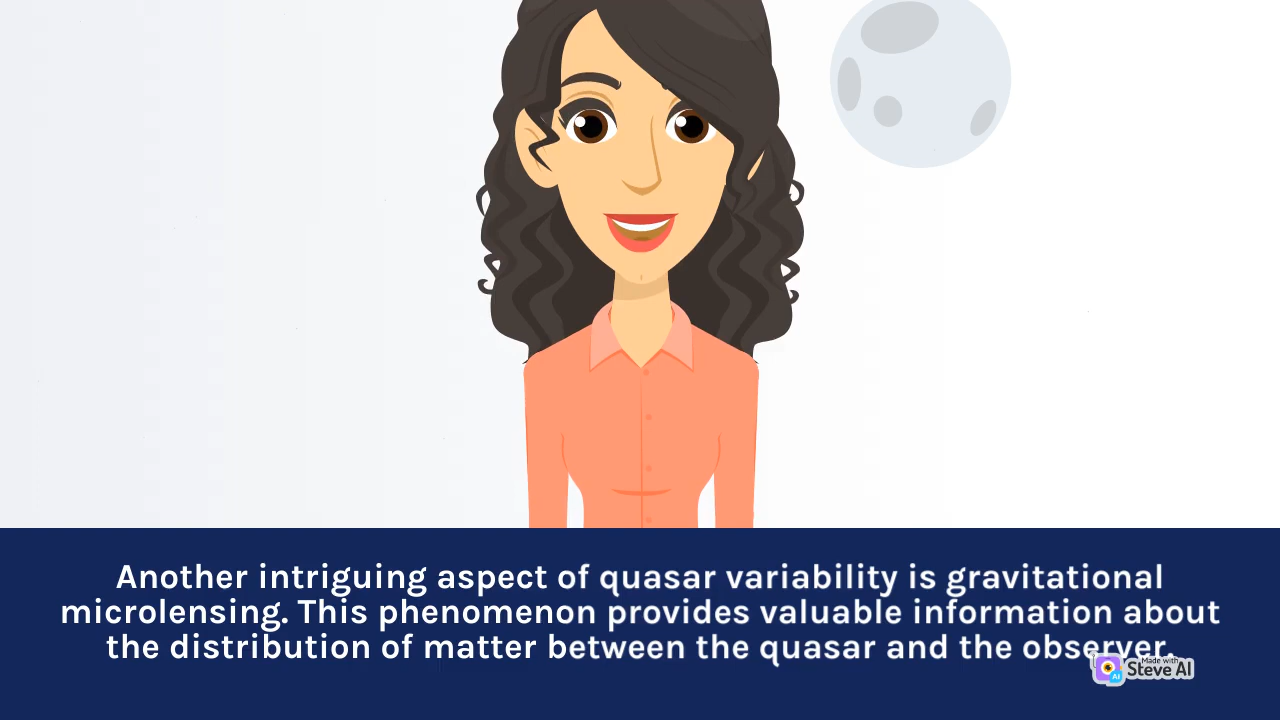 Another intriguing aspect of quasar variability is gravitational
microlensing. This phenomenon provides valuable information about
the distribution of matter between the quasar and the observer.
Made with
Steve AI
AI